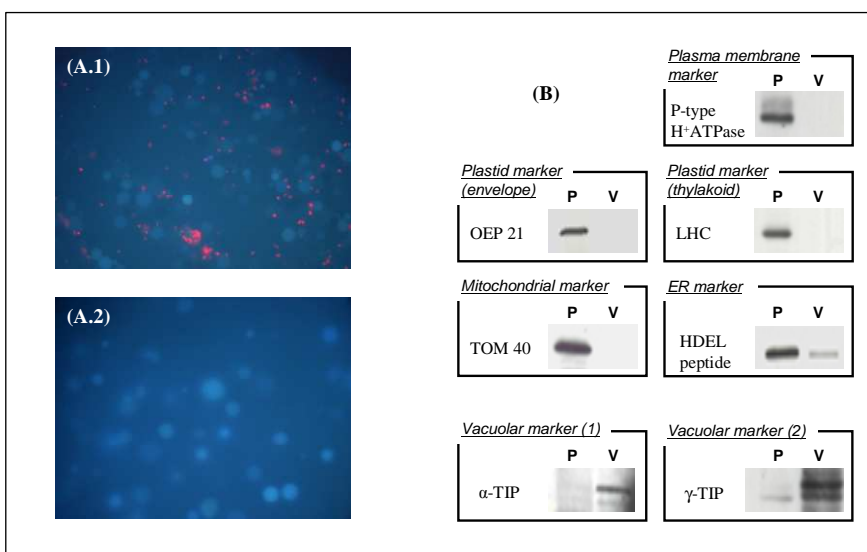 (A.1)
(A.2)
(B)
Plasma membrane
marker
P V
P-type
H⁺ATPase
Plastid marker
(envelope)
P V
OEP 21
Plastid marker
(thylakoid)
P V
LHC
Mitochondrial marker
P V
TOM 40
ER marker
P V
HDEL
peptide
Vacuolar marker (1)
P V
α-TIP
Vacuolar marker (2)
P V
γ-TIP